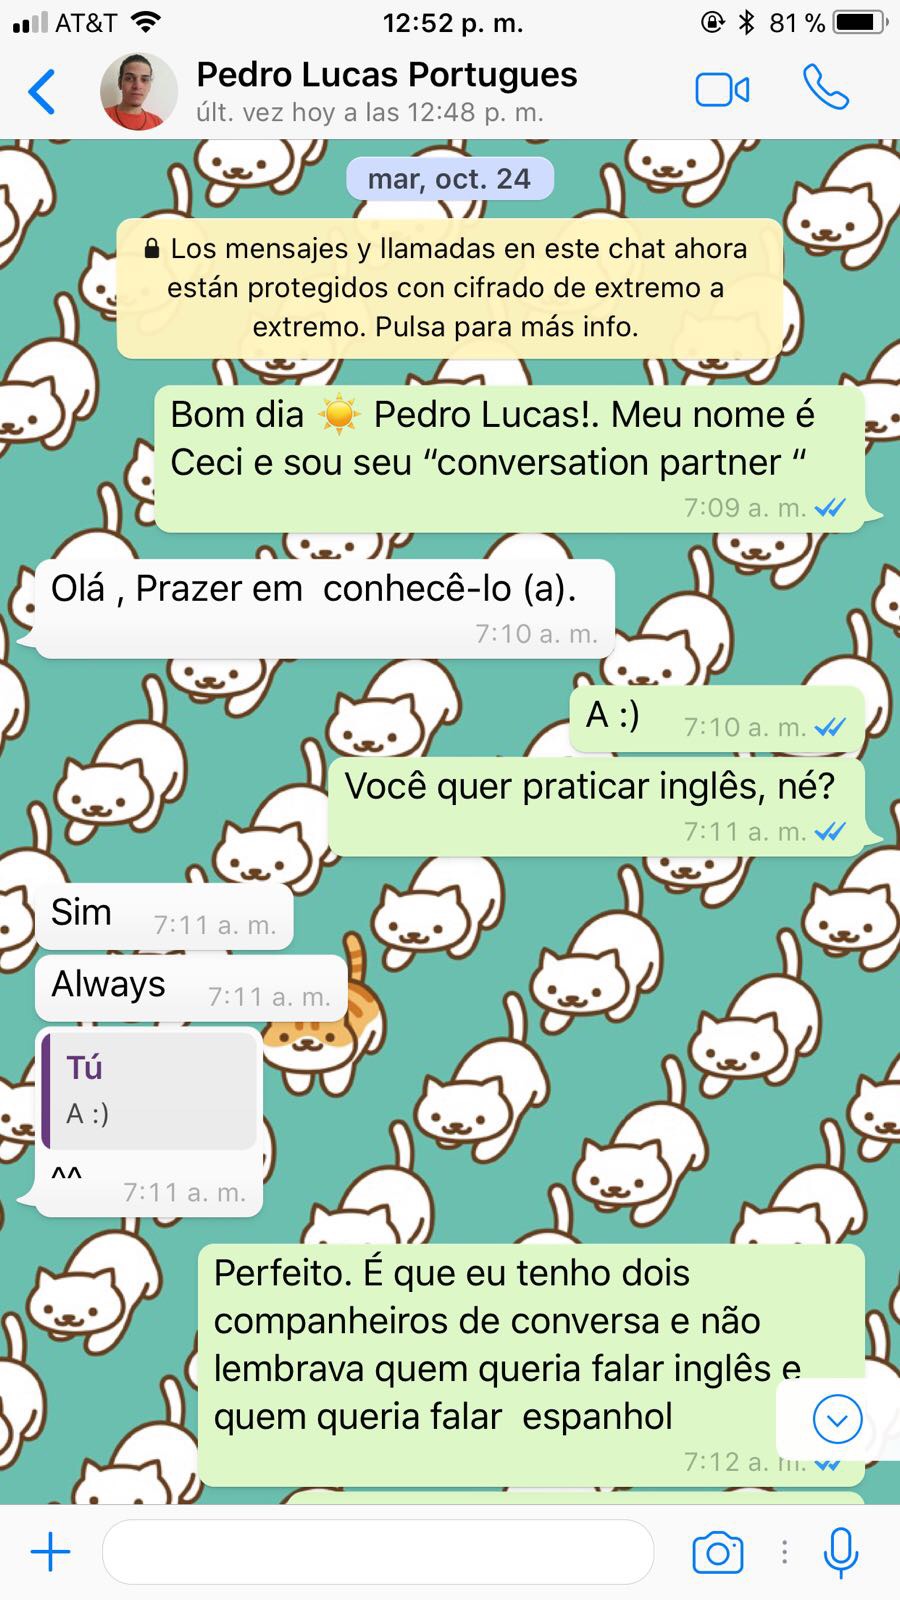 AT&T 12:52 p. m. 81 %
Pedro Lucas Portugues
últ. vez hoy a las 12:48 p. m.
mar, oct. 24
Los mensajes y llamadas en este chat ahora
están protegidos con cifrado de extremo a
extremo. Pulsa para más info.
Bom dia ☀️ Pedro Lucas!. Meu nome é
Ceci e sou seu “conversation partner “
7:09 a. m.
Olá , Prazer em  conhecê-lo (a).
7:10 a. m.
A :) 7:10 a. m.
Você quer praticar inglês, né?
7:11 a. m.
Sim 7:11 a. m.
Always 7:11 a. m.
Tú
A :)
^^
7:11 a. m.
Perfeito. É que eu tenho dois
companheiros de conversa e não
lembrava quem queria falar inglês e
quem queria falar  espanhol
7:12 a. m.